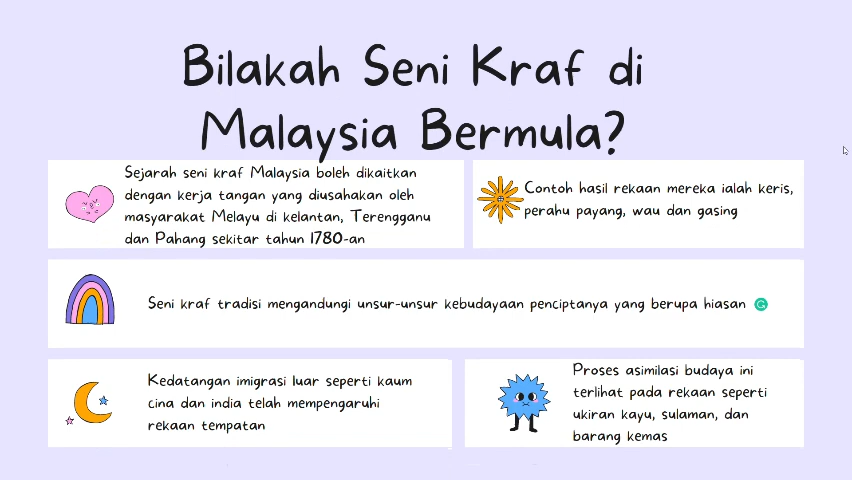 Bilakah Seni Kraf di
Malaysia Bermula?
Sejarah seni kraf Malaysia boleh dikaitkan
dengan kerja tangan yang diusahakan oleh
masyarakat Melayu di kelantan, Terengganu
dan Pahang sekitar tahun 1780-an
Contoh hasil rekaan mereka ialah keris,
perahu payang, wau dan gasing
Seni kraf tradisi mengandungi unsur-unsur kebudayaan penciptanya yang berupa hiasan
Kedatangan imigrasi luar seperti kaum
cina dan india telah mempengaruhi
rekaan tempatan
Proses asimilasi budaya ini
terlihat pada rekaan seperti
ukiran kayu, sulaman, dan
barang kemas